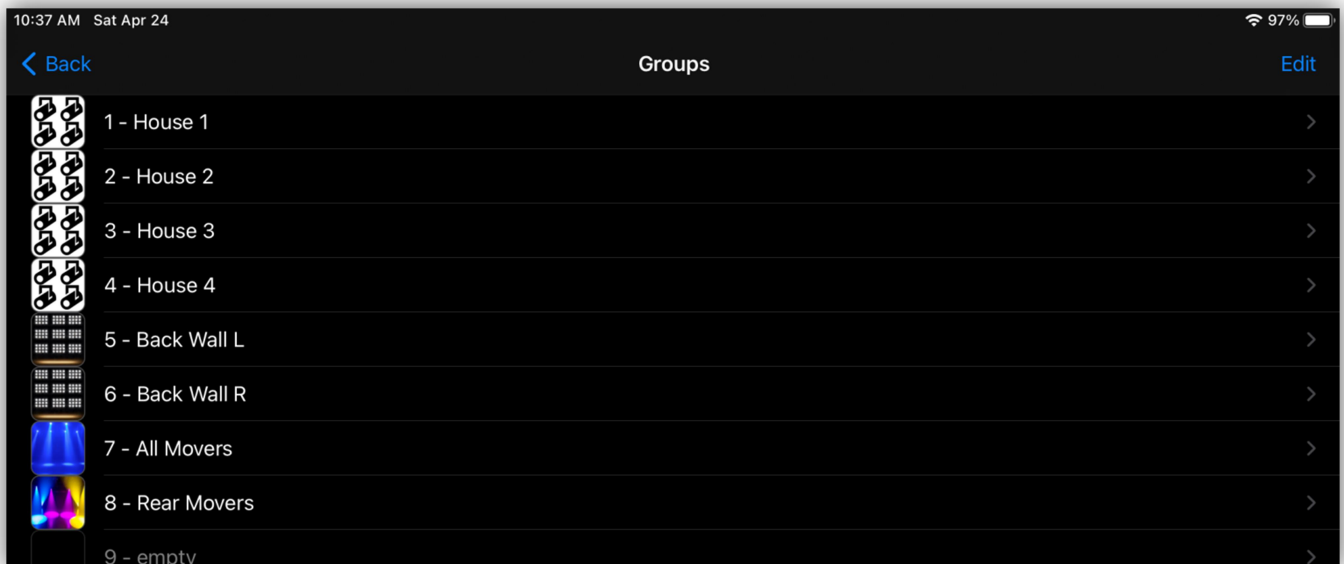 10:37 AM Sat Apr 24 97%
Back Groups Edit
1 - House 1
2 - House 2
3 - House 3
4 - House 4
5 - Back Wall L
6 - Back Wall R
7 - All Movers
8 - Rear Movers
9 - empty